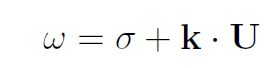 ω = σ + k · U